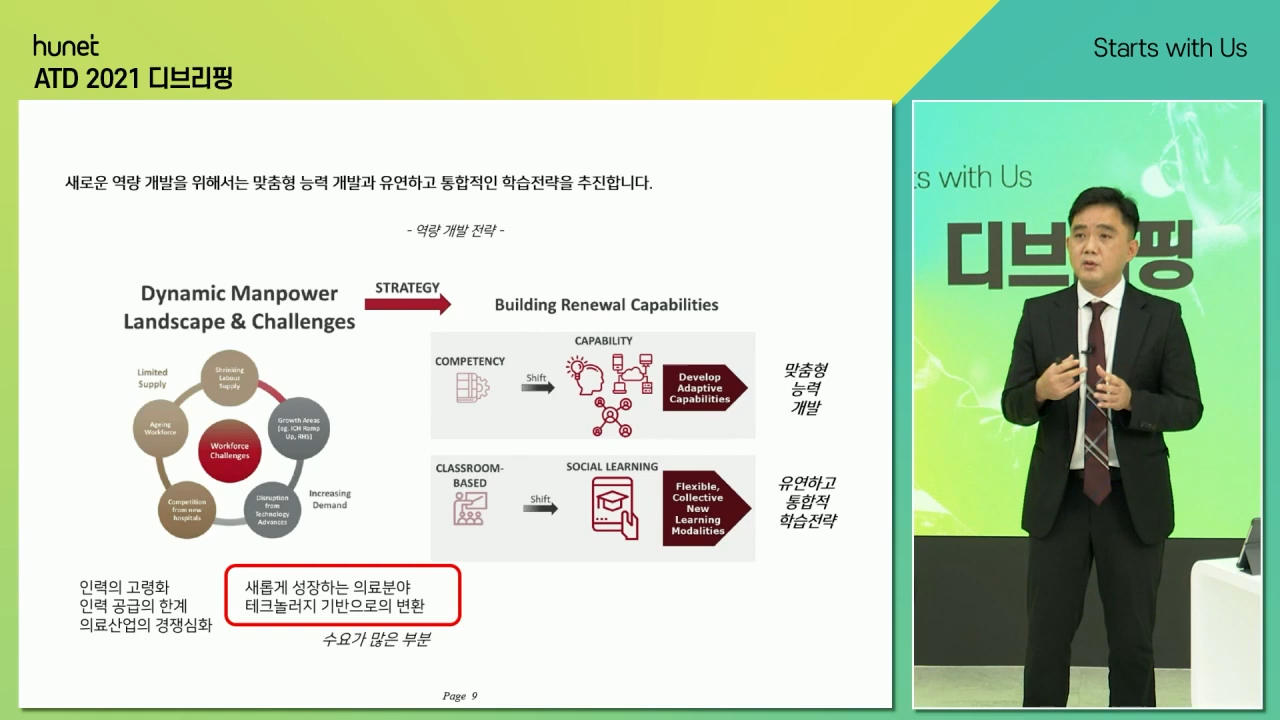 hunet
ATD 2021 디브리핑
Starts with Us
새로운 역량 개발을 위해서는 맞춤형 능력 개발과 유연하고 통합적인 학습전략을 추진합니다.
- 역량 개발 전략 -
Dynamic Manpower
Landscape & Challenges
STRATEGY
Building Renewal Capabilities
Limited
Supply
Shrinking
Labour
Supply
Ageing
Workforce
Growth Areas
(eg. ICH Ramp
Up, RHS)
Workforce
Challenges
Competition
from new
hospitals
Disruption
from
Technology
Advances
Increasing
Demand
COMPETENCY
Shift
CAPABILITY
Develop
Adaptive
Capabilities
맞춤형
능력
개발
CLASSROOM-
BASED
Shift
SOCIAL LEARNING
Flexible,
Collective
New
Learning
Modalities
유연하고
통합적
학습전략
인력의 고령화
인력 공급의 한계
의료산업의 경쟁심화
새롭게 성장하는 의료분야
테크놀러지 기반으로의 변환
수요가 많은 부분
Page 9
ts with Us
디브리핑